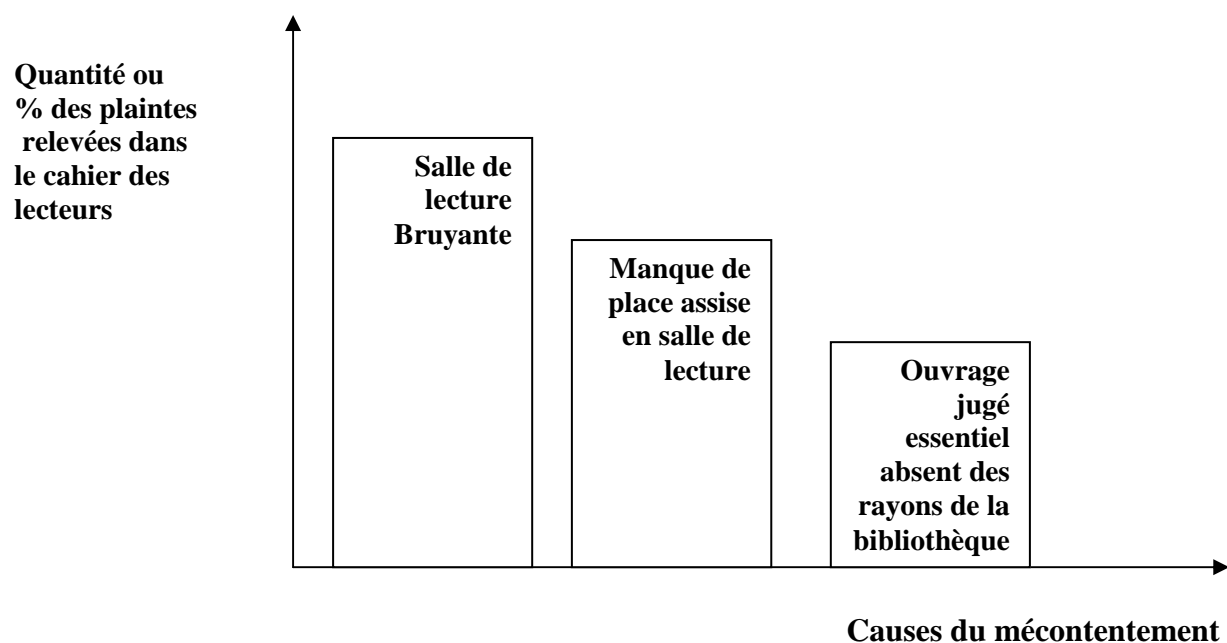 Quantité ou
% des plaintes
relevées dans
le cahier des
lecteurs
Salle de
lecture
Bruyante
Manque de
place assise
en salle de
lecture
Ouvrage
jugé
essentiel
absent des
rayons de la
bibliothèque
Causes du mécontentement